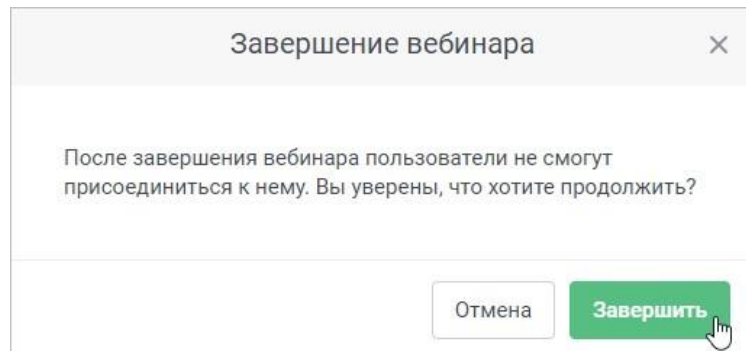 Завершение вебинара
После завершения вебинара пользователи не смогут
присоединиться к нему. Вы уверены, что хотите продолжить?
Отмена
Завершить